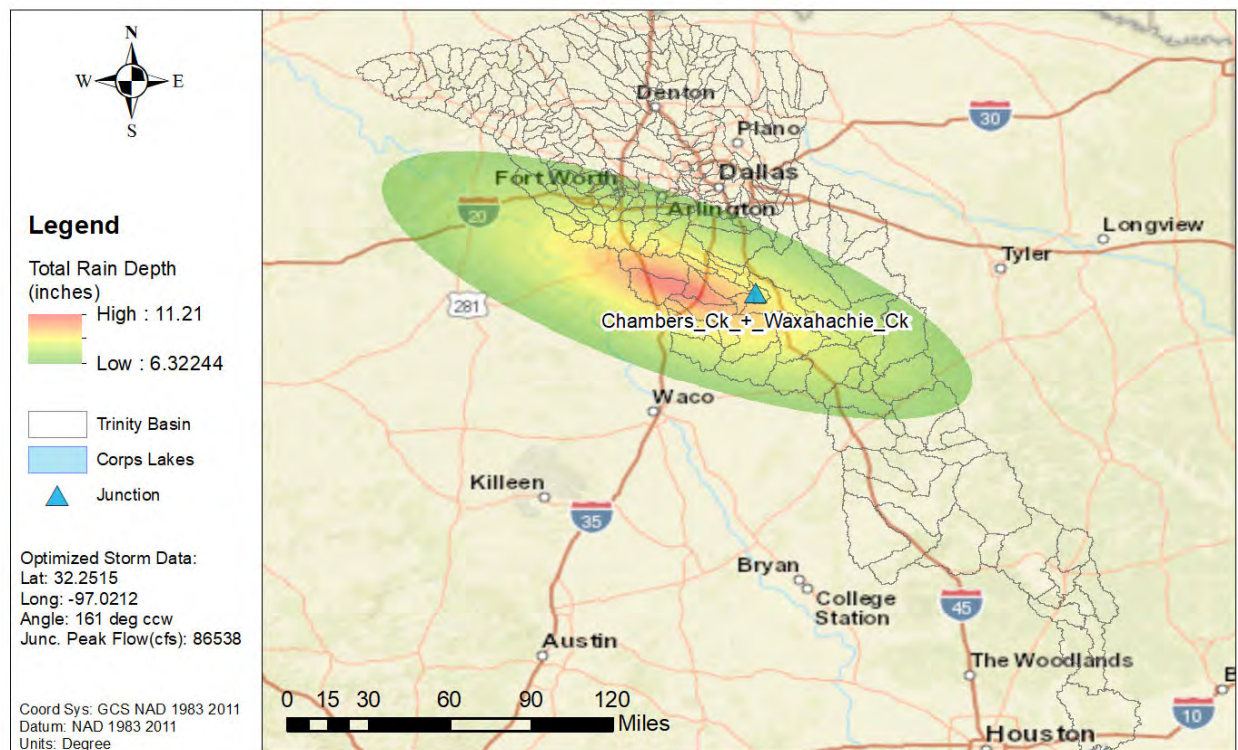 N
W E
S
Legend
Total Rain Depth
(inches)
High : 11.21
Low : 6.32244
Trinity Basin
Corps Lakes
Junction
Optimized Storm Data:
Lat: 32.2515
Long: -97.0212
Angle: 161 deg ccw
Junc. Peak Flow(cfs): 86538
Coord Sys: GCS NAD 1983 2011
Datum: NAD 1983 2011
Units: Degree
Denton
30
Plano
Dallas
Fort Worth
Arlington
20
Longview
Tyler
281
Chambers_Ck_+_Waxahachie_Ck
Waco
Killeen
35
Bryan
College
Station
45
Austin
The Woodlands
B
10
Houston
0 15 30 60 90 120
Miles